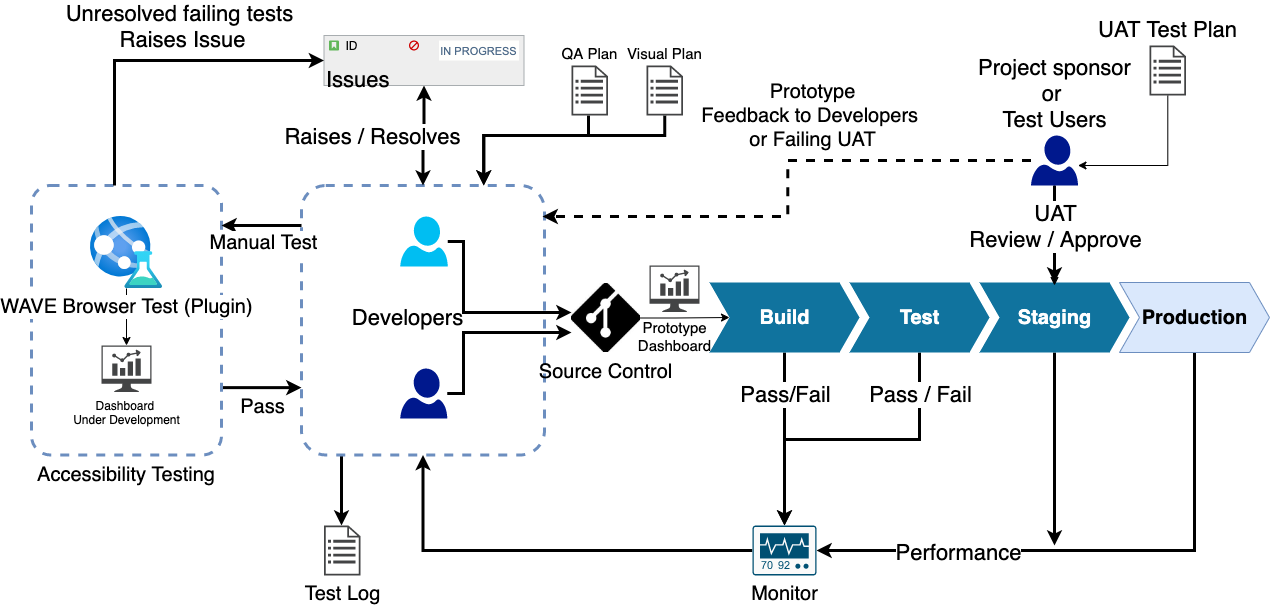 Unresolved failing tests
Raises Issue
ID
IN PROGRESS
Issues
QA Plan
Visual Plan
UAT Test Plan
Project sponsor
or
Test Users
Prototype
Feedback to Developers
or Failing UAT
Raises / Resolves
UAT
Review / Approve
Manual Test
WAVE Browser Test (Plugin)
Developers
Prototype
Dashboard
Build
Test
Staging
Production
Source Control
Dashboard
Under Development
Pass
Pass/Fail
Pass / Fail
Accessibility Testing
Performance
70 92
Test Log
Monitor